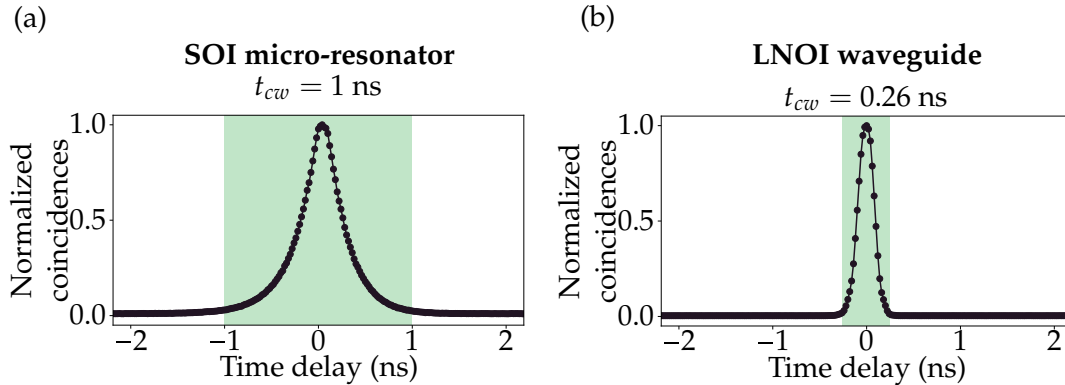 (a)
SOI micro-resonator
t_cw = 1 ns
Normalized
coincidences
1.0
0.5
0.0
−2
−1
0
1
2
Time delay (ns)
(b)
LNOI waveguide
t_cw = 0.26 ns
Normalized
coincidences
1.0
0.5
0.0
−2
−1
0
1
2
Time delay (ns)